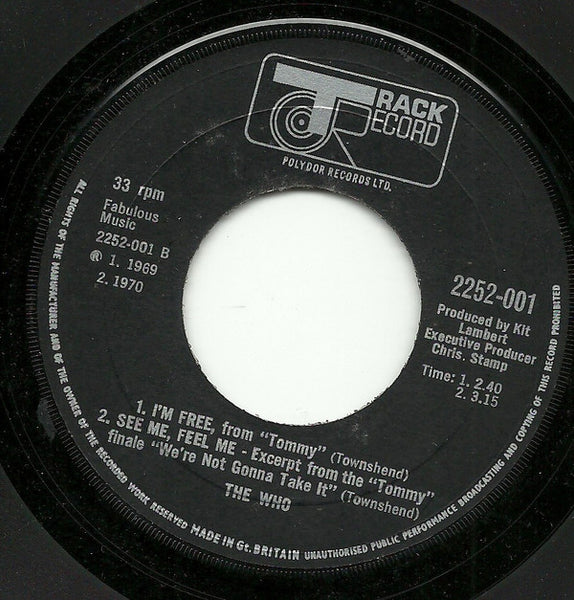 TRACK
RECORD
POLYDOR RECORDS LTD.
33 rpm
Fabulous
Music
2252-001 B
℗ 1. 1969
2. 1970
2252-001
Produced by Kit
Lambert
Executive Producer
Chris. Stamp
Time: 1. 2.40
2. 3.15
1. I'M FREE, from "Tommy" (Townshend)
2. SEE ME, FEEL ME - Excerpt from the "Tommy"
finale "We're Not Gonna Take It" (Townshend)
THE WHO
ALL RIGHTS OF THE MANUFACTURER AND OF THE OWNER OF THE RECORDED WORK RESERVED MADE IN Gt. BRITAIN UNAUTHORISED PUBLIC PERFORMANCE BROADCASTING AND COPYING OF THIS RECORD PROHIBITED